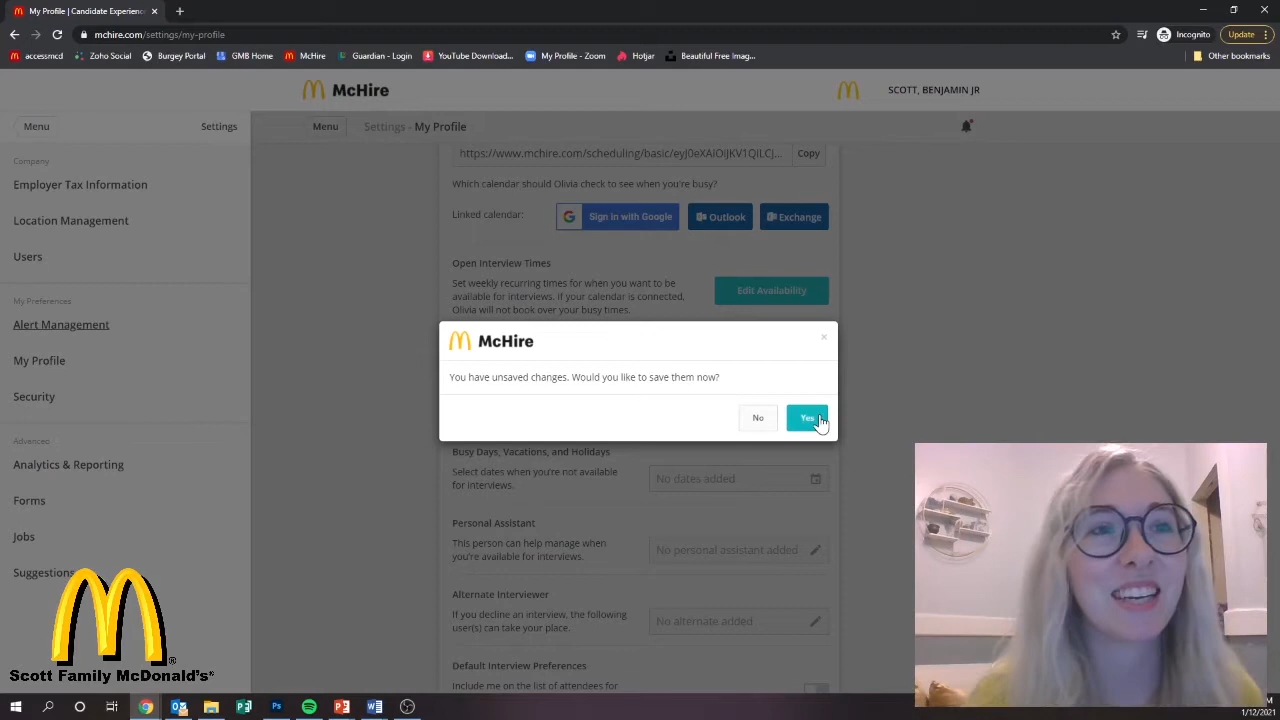 My Profile | Candidate Experienc
mchire.com/settings/my-profile
Incognito
Update
accessmcd
Zoho Social
Burgey Portal
GMB Home
McHire
Guardian - Login
YouTube Download...
My Profile - Zoom
Hotjar
Beautiful Free Imag...
Other bookmarks
McHire
SCOTT, BENJAMIN JR
Menu
Settings
Menu
Settings - My Profile
Company
Employer Tax Information
Location Management
Users
My Preferences
Alert Management
My Profile
Security
Advanced
Analytics & Reporting
Forms
Jobs
Suggestions
https://www.mchire.com/scheduling/basic/eyJ0eXAiOiJKV1QiLCJ...
Copy
Which calendar should Olivia check to see when you're busy?
Linked calendar:
Sign in with Google
Outlook
Exchange
Open Interview Times
Set weekly recurring times for when you want to be
available for interviews. If your calendar is connected,
Olivia will not book over your busy times.
Edit Availability
McHire
You have unsaved changes. Would you like to save them now?
No
Yes
Busy Days, Vacations, and Holidays
Select dates when you're not available
for interviews.
No dates added
Personal Assistant
This person can help manage when
you're available for interviews.
No personal assistant added
Alternate Interviewer
If you decline an interview, the following
user(s) can take your place.
No alternate added
Default Interview Preferences
Include me on the list of attendees for
Scott Family McDonald's®
1/12/2021